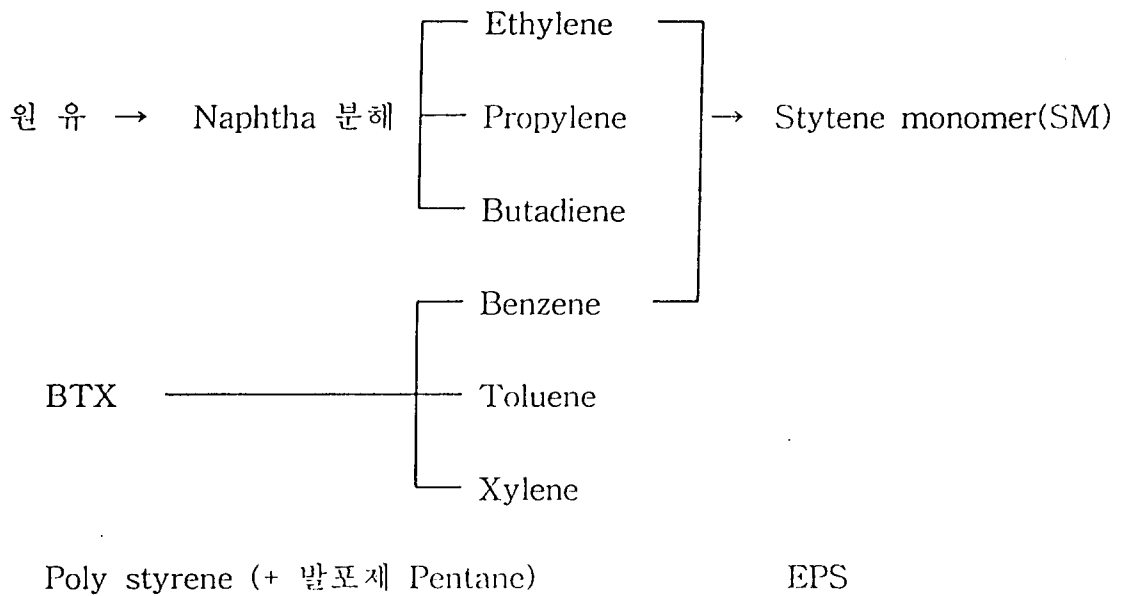 Ethylene
원 유 → Naphtha 분해 Propylene → Stytene monomer(SM)
Butadiene
Benzene
BTX Toluene
Xylene
Poly styrene (+ 발포제 Pentane) EPS